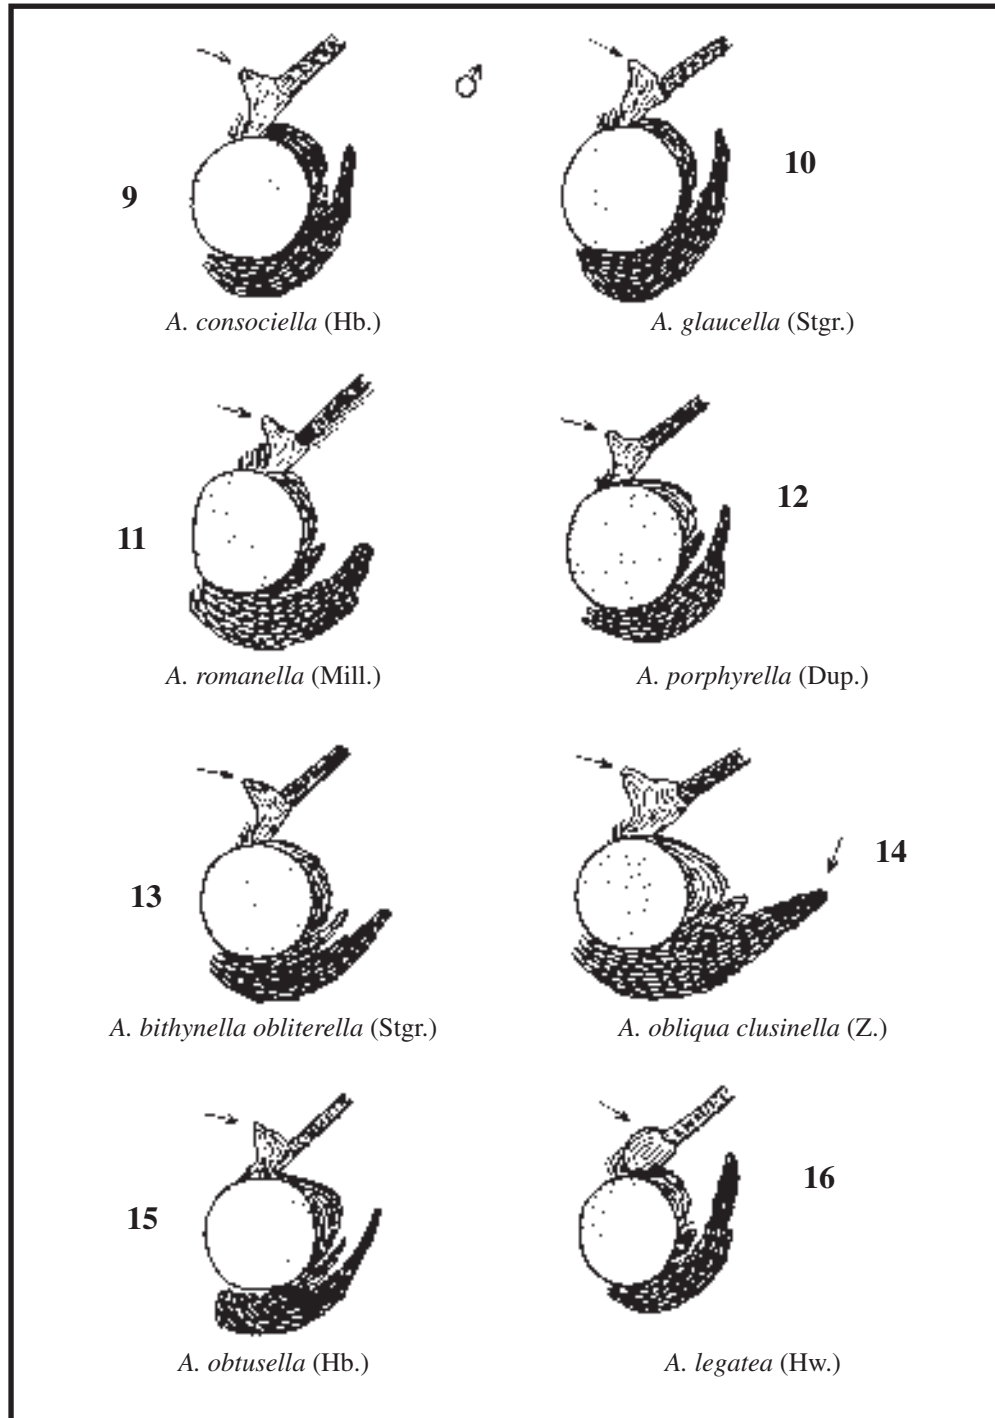 ♂
9
10
A. consociella (Hb.)
A. glaucella (Stgr.)
11
12
A. romanella (Mill.)
A. porphyrella (Dup.)
13
14
A. bithynella obliterella (Stgr.)
A. obliqua clusinella (Z.)
15
16
A. obtusella (Hb.)
A. legatea (Hw.)